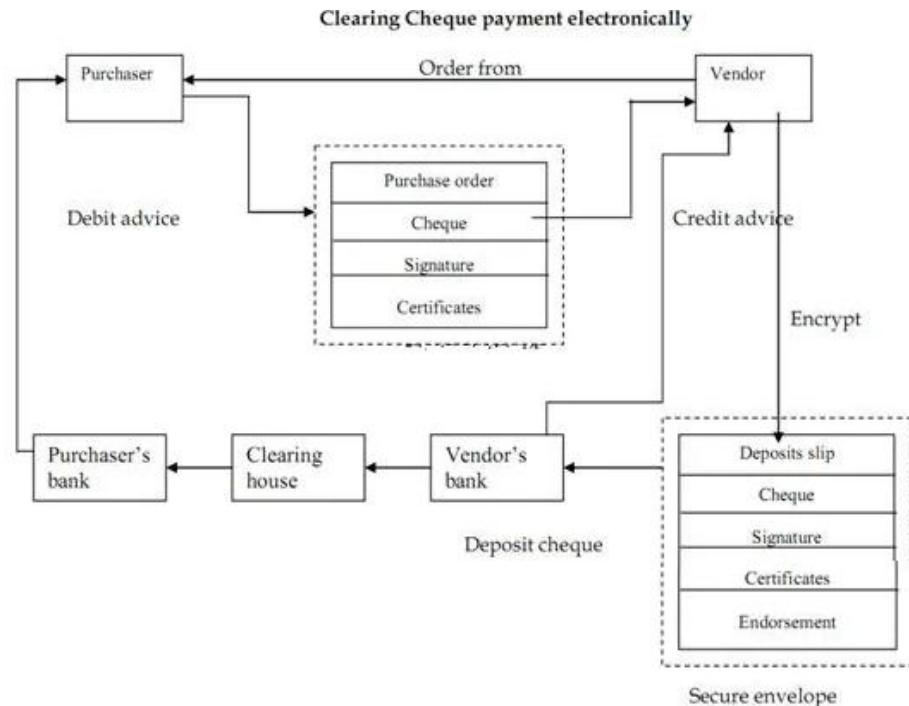 Clearing Cheque payment electronically
Purchaser
Order from
Vendor
Purchase order
Debit advice
Cheque
Credit advice
Signature
Certificates
Encrypt
Purchaser's
bank
Clearing
house
Vendor's
bank
Deposits slip
Cheque
Signature
Deposit cheque
Certificates
Endorsement
Secure envelope